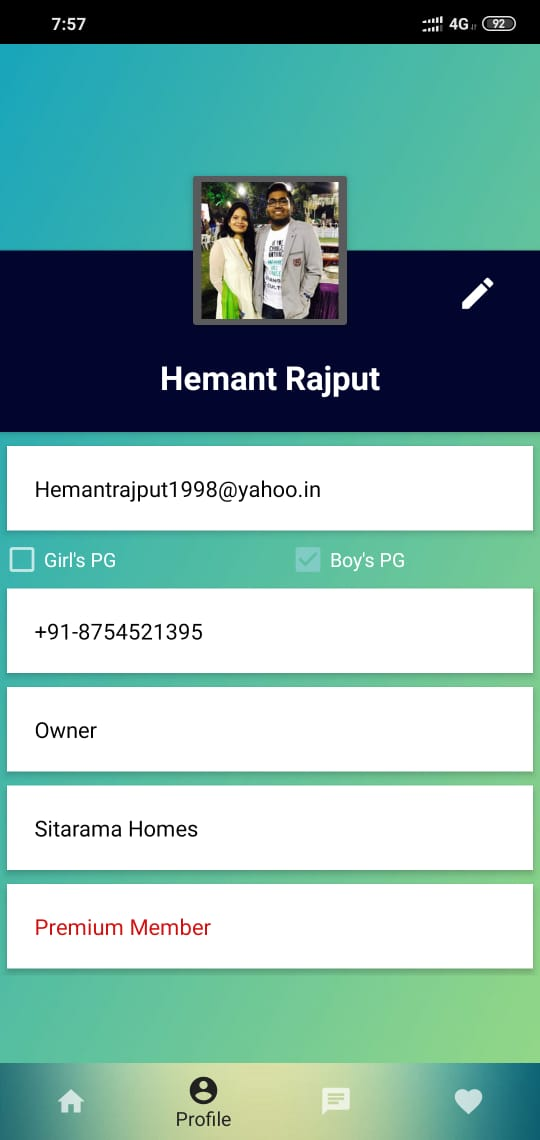 7:57
4G
92
Hemant Rajput
Hemantrajput1998@yahoo.in
Girl's PG
Boy's PG
+91-8754521395
Owner
Sitarama Homes
Premium Member
Profile